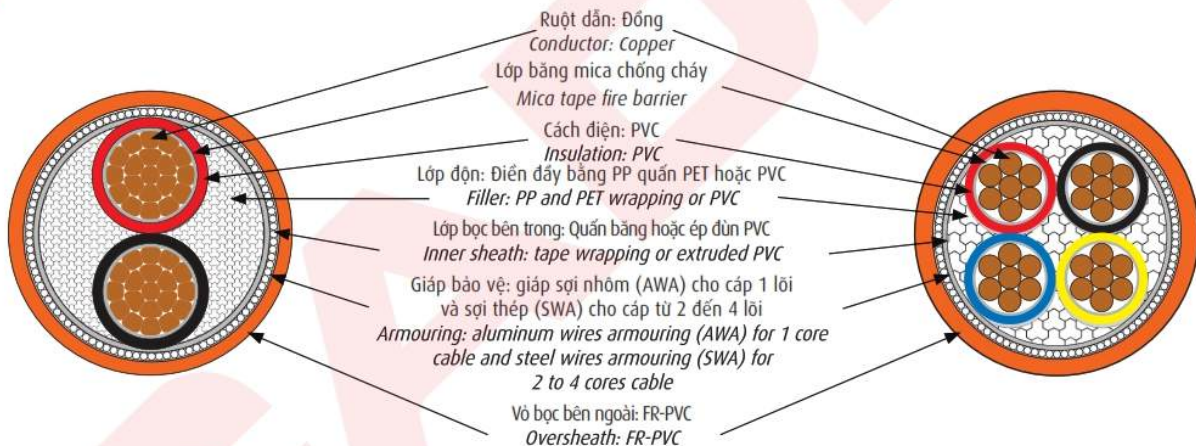 Ruột dẫn: Đồng
Conductor: Copper
Lớp băng mica chống cháy
Mica tape fire barrier
Cách điện: PVC
Insulation: PVC
Lớp độn: Điền đầy bằng PP quấn PET hoặc PVC
Filler: PP and PET wrapping or PVC
Lớp bọc bên trong: Quấn băng hoặc ép đùn PVC
Inner sheath: tape wrapping or extruded PVC
Giáp bảo vệ: giáp sợi nhôm (AWA) cho cáp 1 lõi
và sợi thép (SWA) cho cáp từ 2 đến 4 lõi
Armouring: aluminum wires armouring (AWA) for 1 core
cable and steel wires armouring (SWA) for
2 to 4 cores cable
Vỏ bọc bên ngoài: FR-PVC
Oversheath: FR-PVC